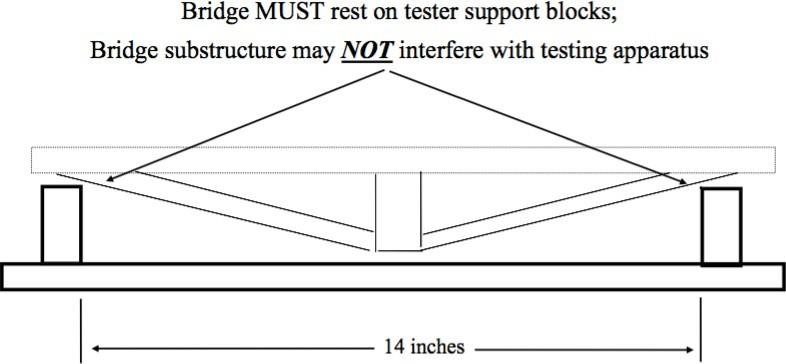 Bridge MUST rest on tester support blocks;
Bridge substructure may NOT interfere with testing apparatus
14 inches